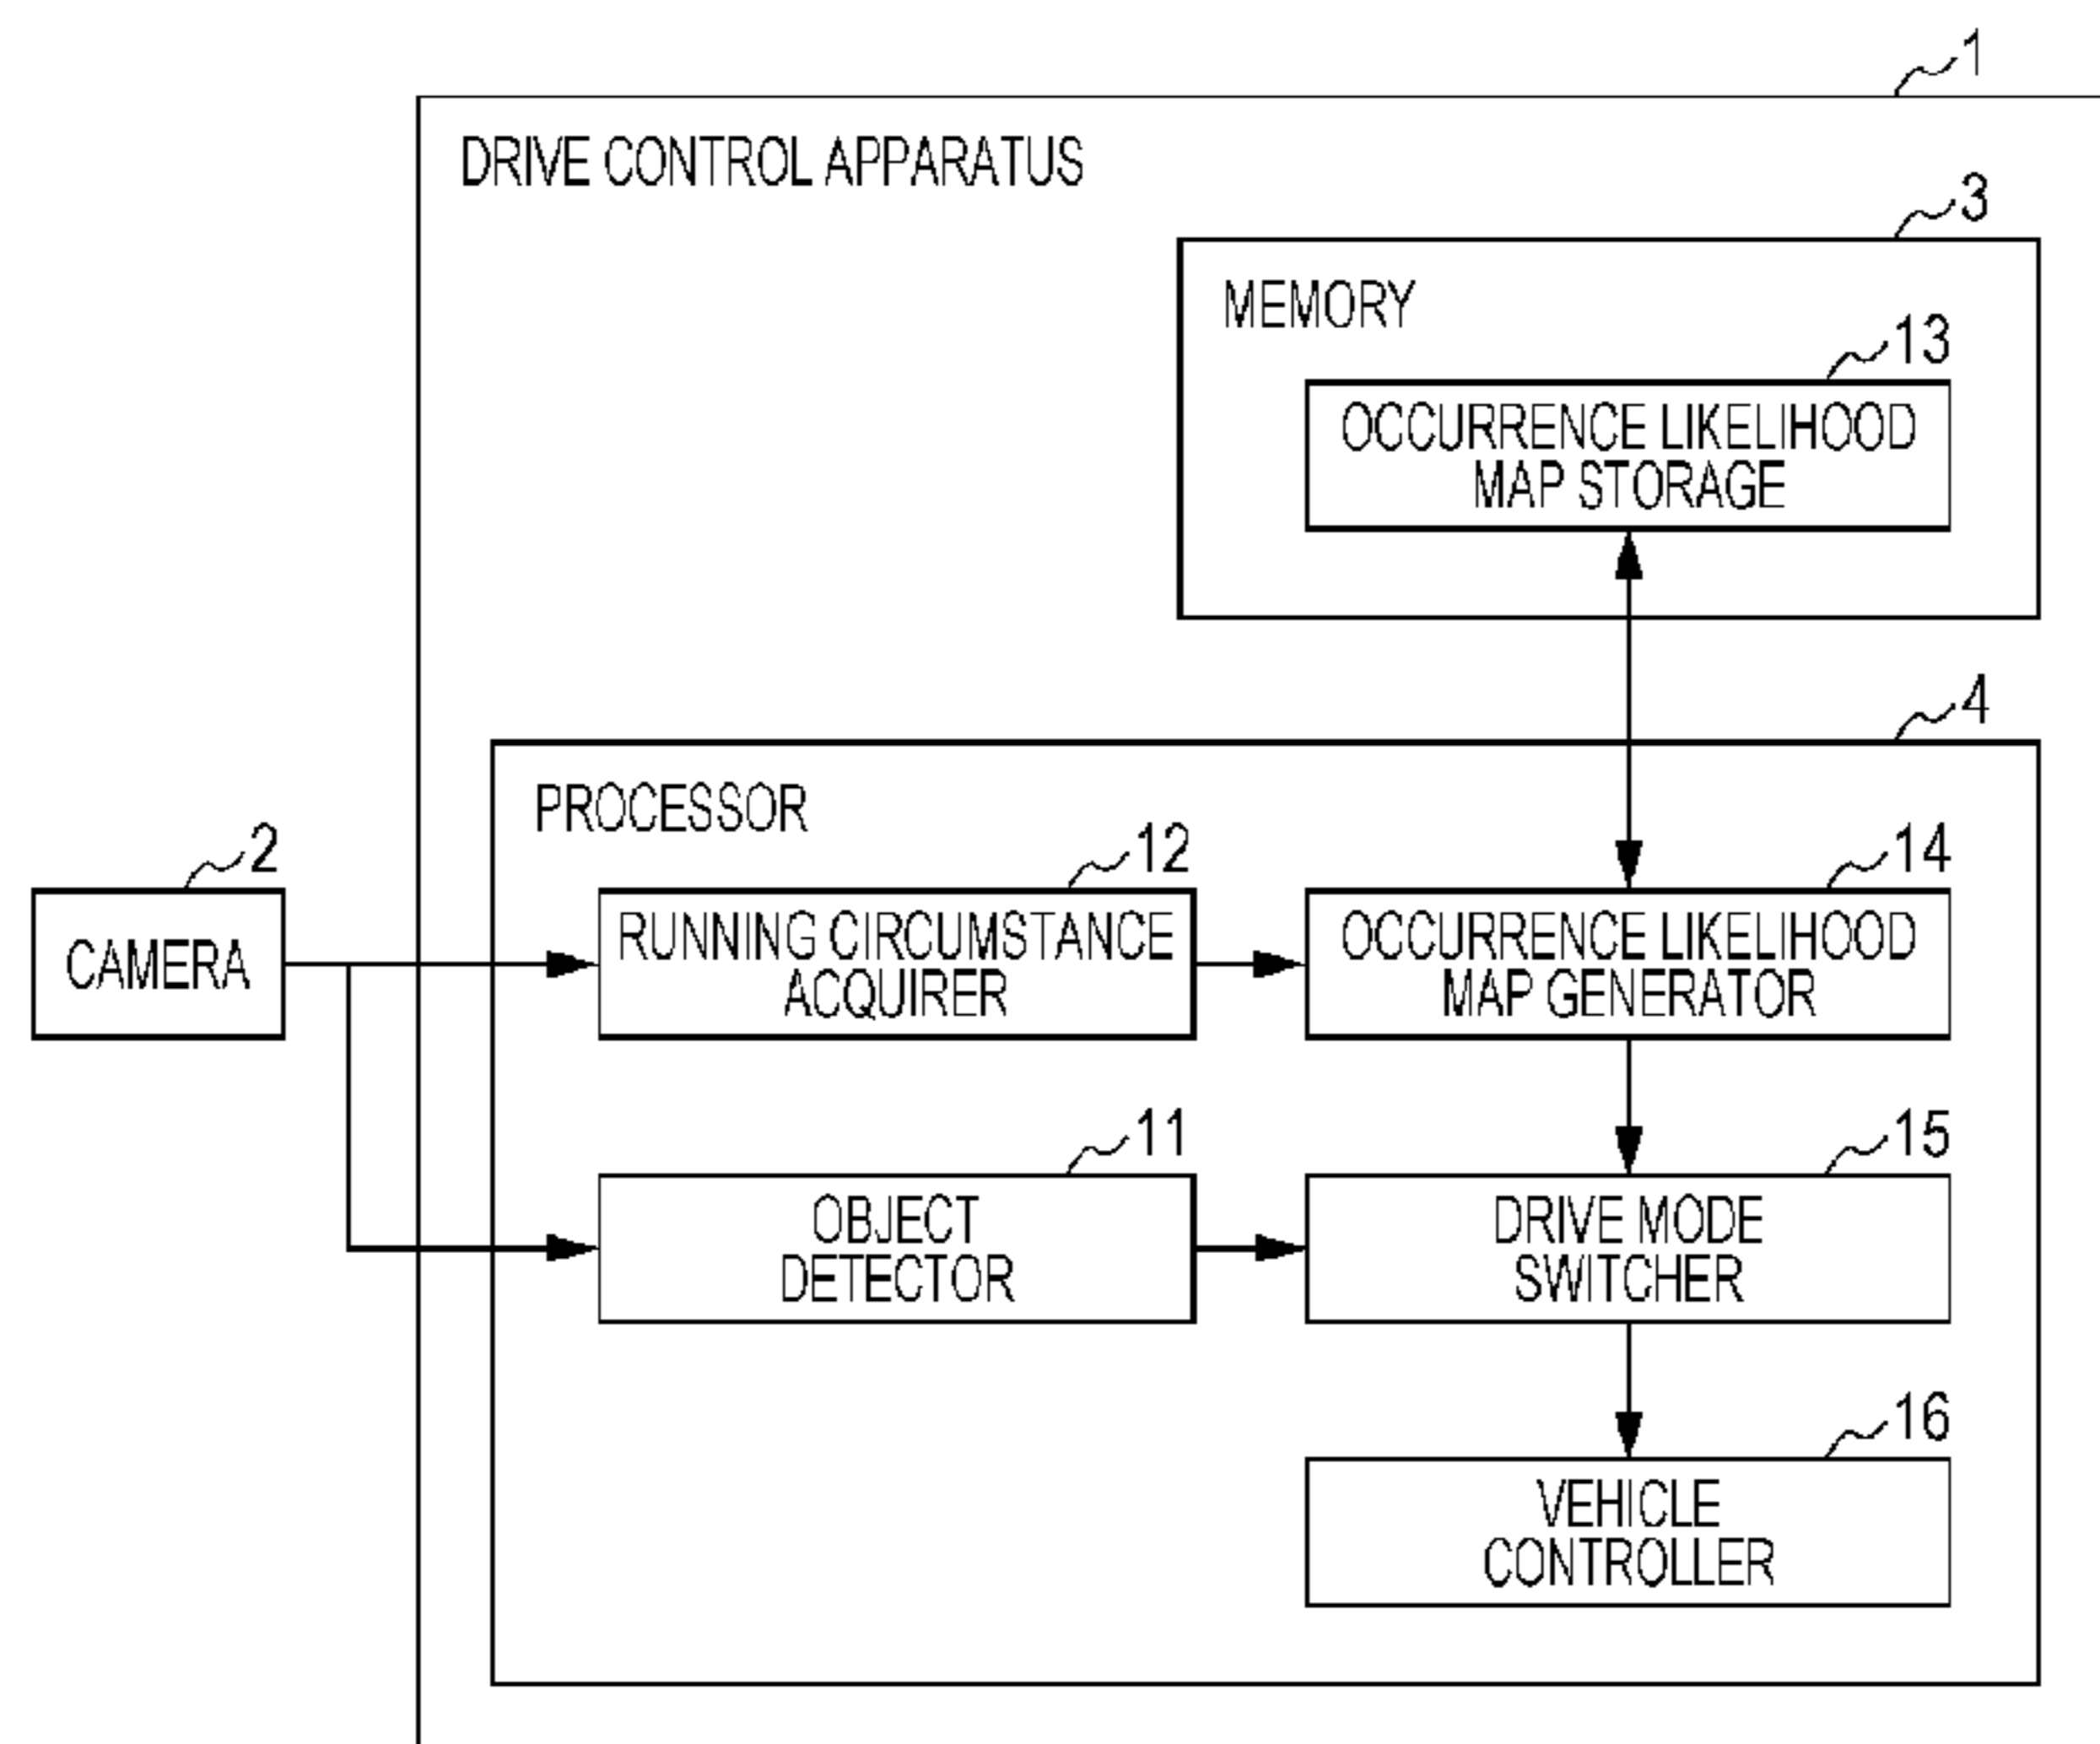 1
DRIVE CONTROL APPARATUS
3
MEMORY
13
OCCURRENCE LIKELIHOOD
MAP STORAGE
4
PROCESSOR
2
CAMERA
12
RUNNING CIRCUMSTANCE
ACQUIRER
14
OCCURRENCE LIKELIHOOD
MAP GENERATOR
11
OBJECT
DETECTOR
15
DRIVE MODE
SWITCHER
16
VEHICLE
CONTROLLER